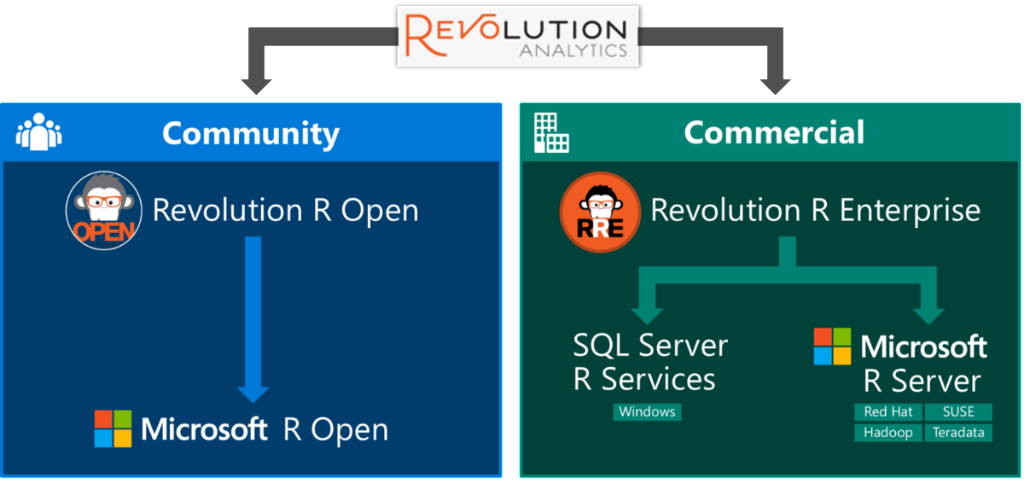 REVOLUTION
ANALYTICS
Community
Commercial
OPEN
Revolution R Open
RRE
Revolution R Enterprise
SQL Server
R Services
Windows
Microsoft
R Server
Red Hat SUSE
Hadoop Teradata
Microsoft R Open